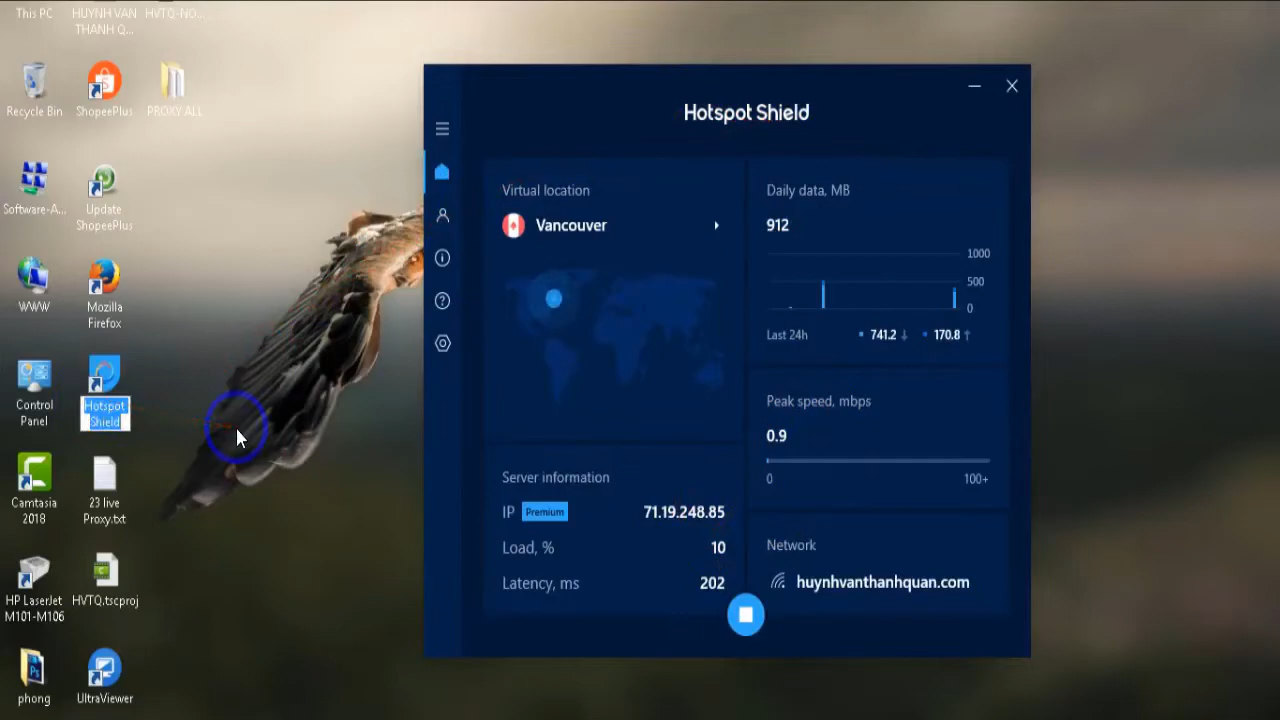 This PC
HUYNH VAN
THANH Q...
HVTQ-NO...
Recycle Bin
ShopeePlus
PROXY ALL
Software-A...
Update
ShopeePlus
WWW
Mozilla
Firefox
Control
Panel
Hotspot
Shield
Camtasia
2018
23 live
Proxy.txt
HP LaserJet
M101-M106
HVTQ.tscproj
Ps
phong
UltraViewer
Hotspot Shield
Virtual location
Vancouver
Daily data, MB
912
1000
500
0
Last 24h
741.2 ↓
170.8 ↑
Peak speed, mbps
0.9
0
100+
Server information
IP Premium 71.19.248.85
Load, % 10
Latency, ms 202
Network
huynhvanthanhquan.com